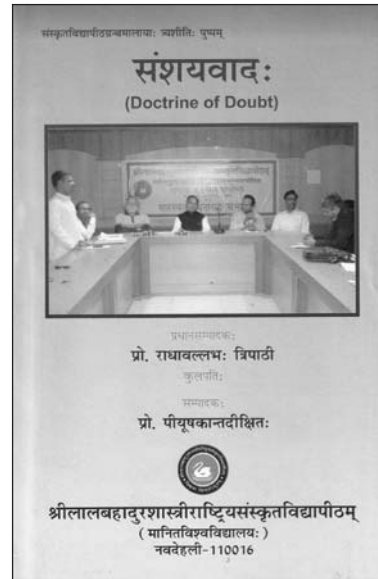 संस्कृतविद्यापीठग्रन्थमालायाः त्र्यशीतिः पुष्पम्
संशयवादः
(Doctrine of Doubt)
प्रधानसम्पादकः
प्रो. राधावल्लभः त्रिपाठी
कुलपतिः
सम्पादकः
प्रो. पीयूषकान्तदीक्षितः
श्रीलालबहादुरशास्त्रीराष्ट्रियसंस्कृतविद्यापीठम्
(मानितविश्वविद्यालयः)
नवदेहली-110016